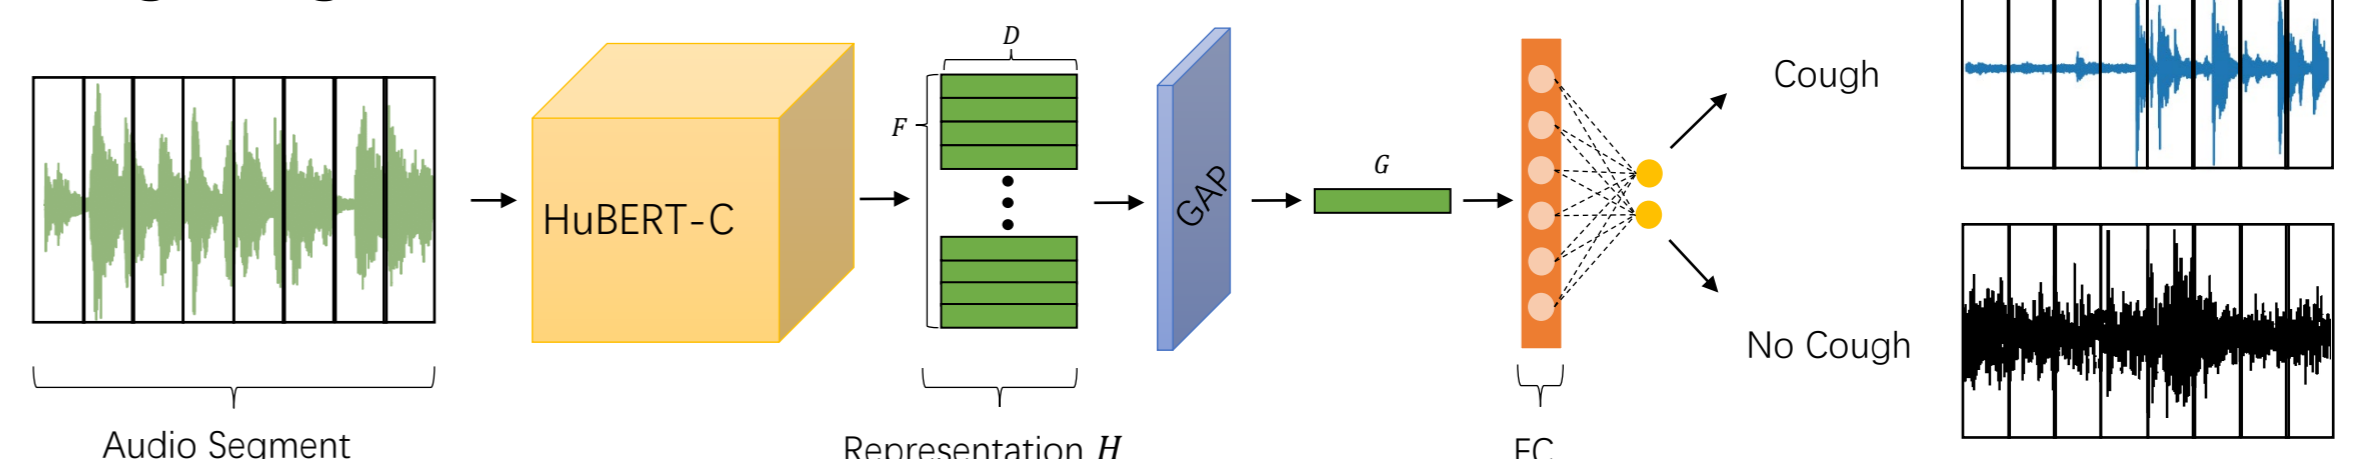 D
F
HuBERT-C
GAP
G
Cough
No Cough
Audio Segment
Representation H
FC